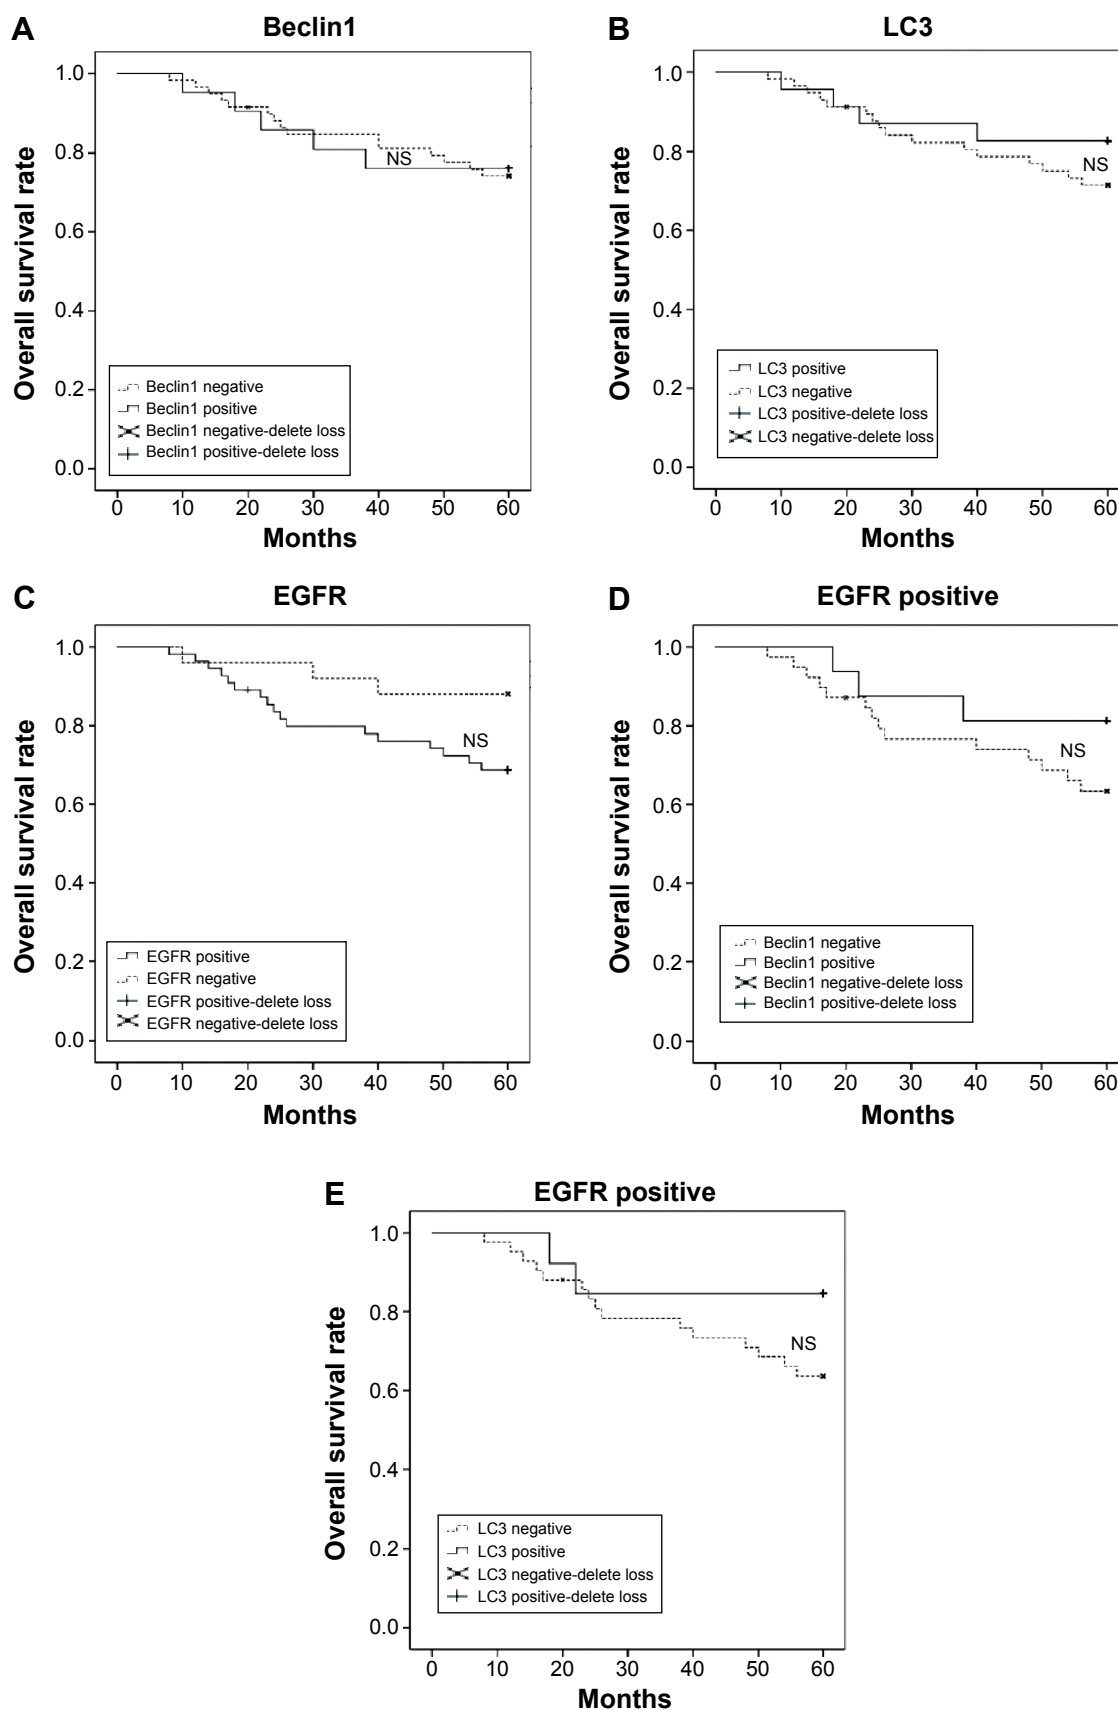 A
Beclin1
Overall survival rate
1.0
0.8
0.6
0.4
0.2
0.0
NS
Beclin1 negative
Beclin1 positive
Beclin1 negative-delete loss
Beclin1 positive-delete loss
0 10 20 30 40 50 60
Months
B
LC3
Overall survival rate
1.0
0.8
0.6
0.4
0.2
0.0
NS
LC3 positive
LC3 negative
LC3 positive-delete loss
LC3 negative-delete loss
0 10 20 30 40 50 60
Months
C
EGFR
Overall survival rate
1.0
0.8
0.6
0.4
0.2
0.0
NS
EGFR positive
EGFR negative
EGFR positive-delete loss
EGFR negative-delete loss
0 10 20 30 40 50 60
Months
D
EGFR positive
Overall survival rate
1.0
0.8
0.6
0.4
0.2
0.0
NS
Beclin1 negative
Beclin1 positive
Beclin1 negative-delete loss
Beclin1 positive-delete loss
0 10 20 30 40 50 60
Months
E
EGFR positive
Overall survival rate
1.0
0.8
0.6
0.4
0.2
0.0
NS
LC3 negative
LC3 positive
LC3 negative-delete loss
LC3 positive-delete loss
0 10 20 30 40 50 60
Months